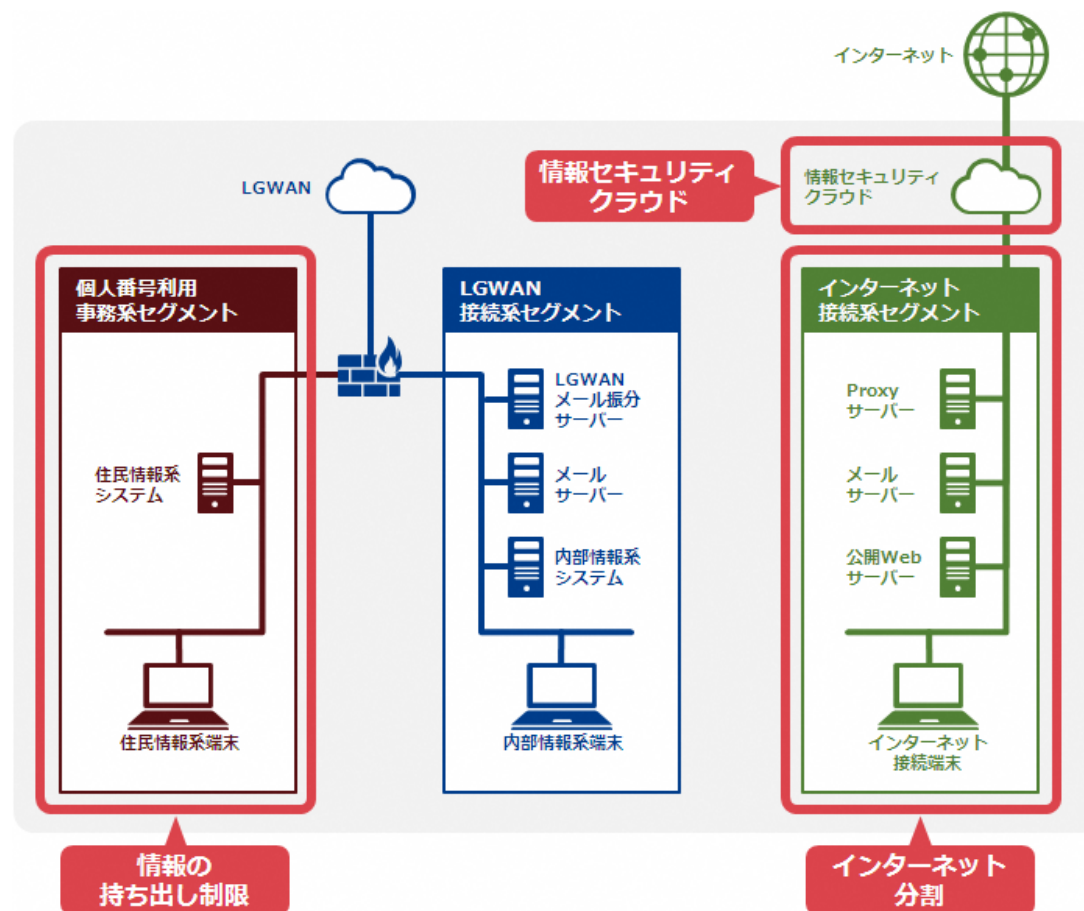 インターネット
LGWAN
情報セキュリティ
クラウド
情報セキュリティ
クラウド
個人番号利用
事務系セグメント
LGWAN
接続系セグメント
インターネット
接続系セグメント
住民情報系
システム
LGWAN
メール振分
サーバー
メール
サーバー
内部情報系
システム
Proxy
サーバー
メール
サーバー
公開Web
サーバー
住民情報系端末
内部情報系端末
インターネット
接続端末
情報の
持ち出し制限
インターネット
分割